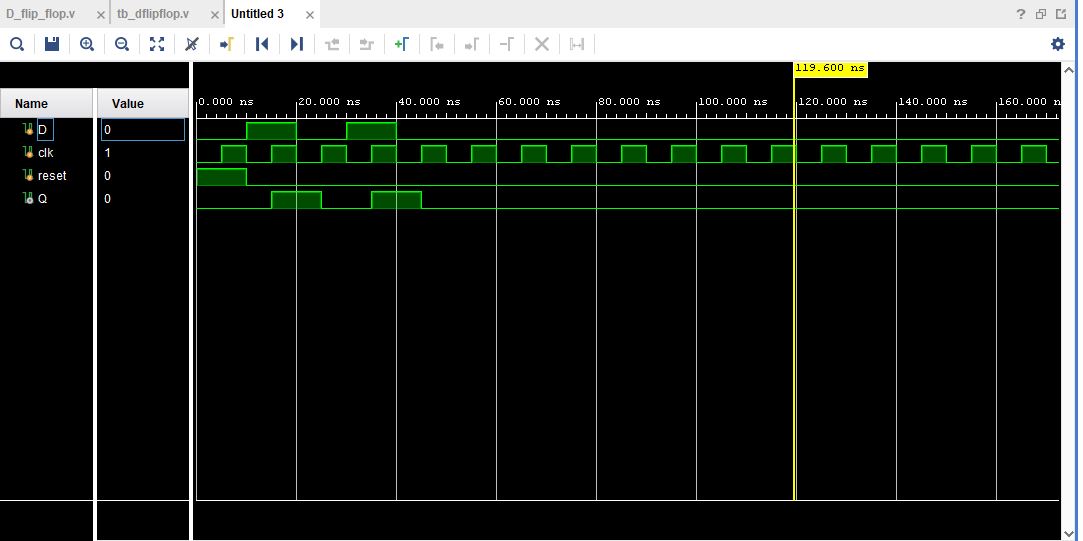 D_flip_flop.v × tb_dflipflop.v × Untitled 3 ×
?
119.600 ns
Name Value
0.000 ns 20.000 ns 40.000 ns 60.000 ns 80.000 ns 100.000 ns 120.000 ns 140.000 ns 160.000 n
D 0
clk 1
reset 0
Q 0